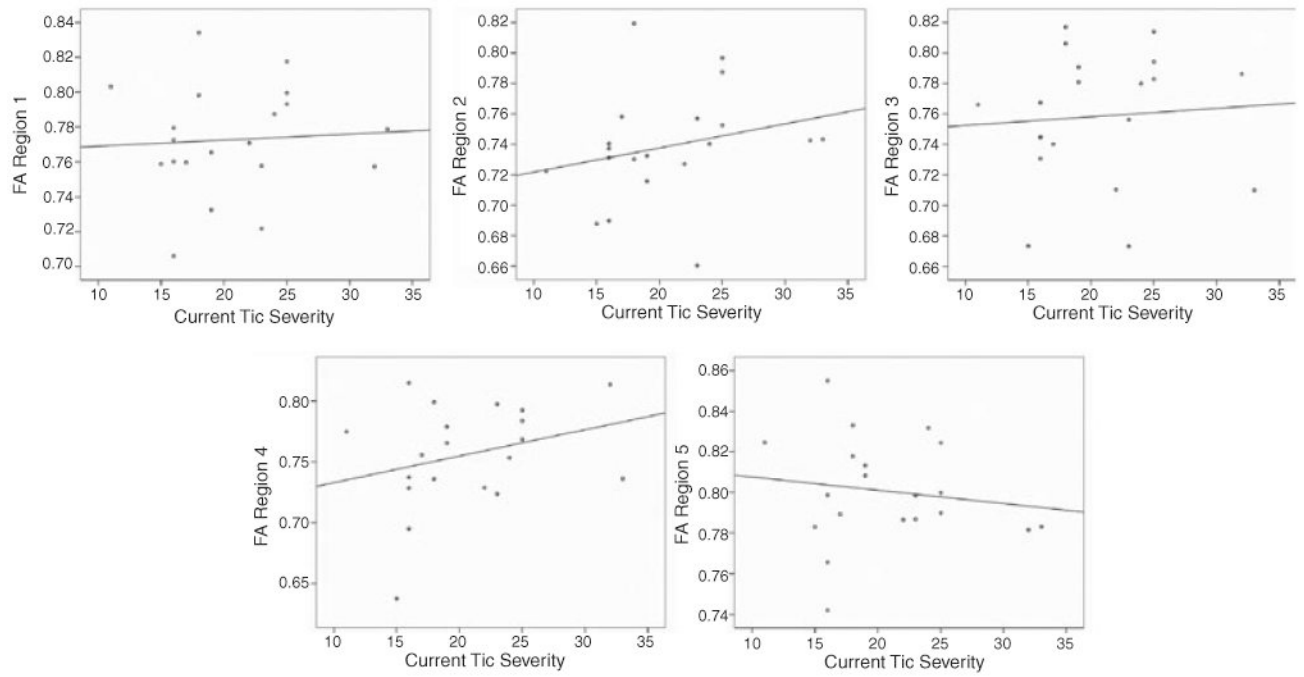 0.84
0.82
0.80
0.78
0.76
0.74
0.72
0.70
FA Region 1
10 15 20 25 30 35
Current Tic Severity
0.82
0.80
0.78
0.76
0.74
0.72
0.70
0.68
0.66
FA Region 2
10 15 20 25 30 35
Current Tic Severity
0.82
0.80
0.78
0.76
0.74
0.72
0.70
0.68
0.66
FA Region 3
10 15 20 25 30 35
Current Tic Severity
0.80
0.75
0.70
0.65
FA Region 4
10 15 20 25 30 35
Current Tic Severity
0.86
0.84
0.82
0.80
0.78
0.76
0.74
FA Region 5
10 15 20 25 30 35
Current Tic Severity